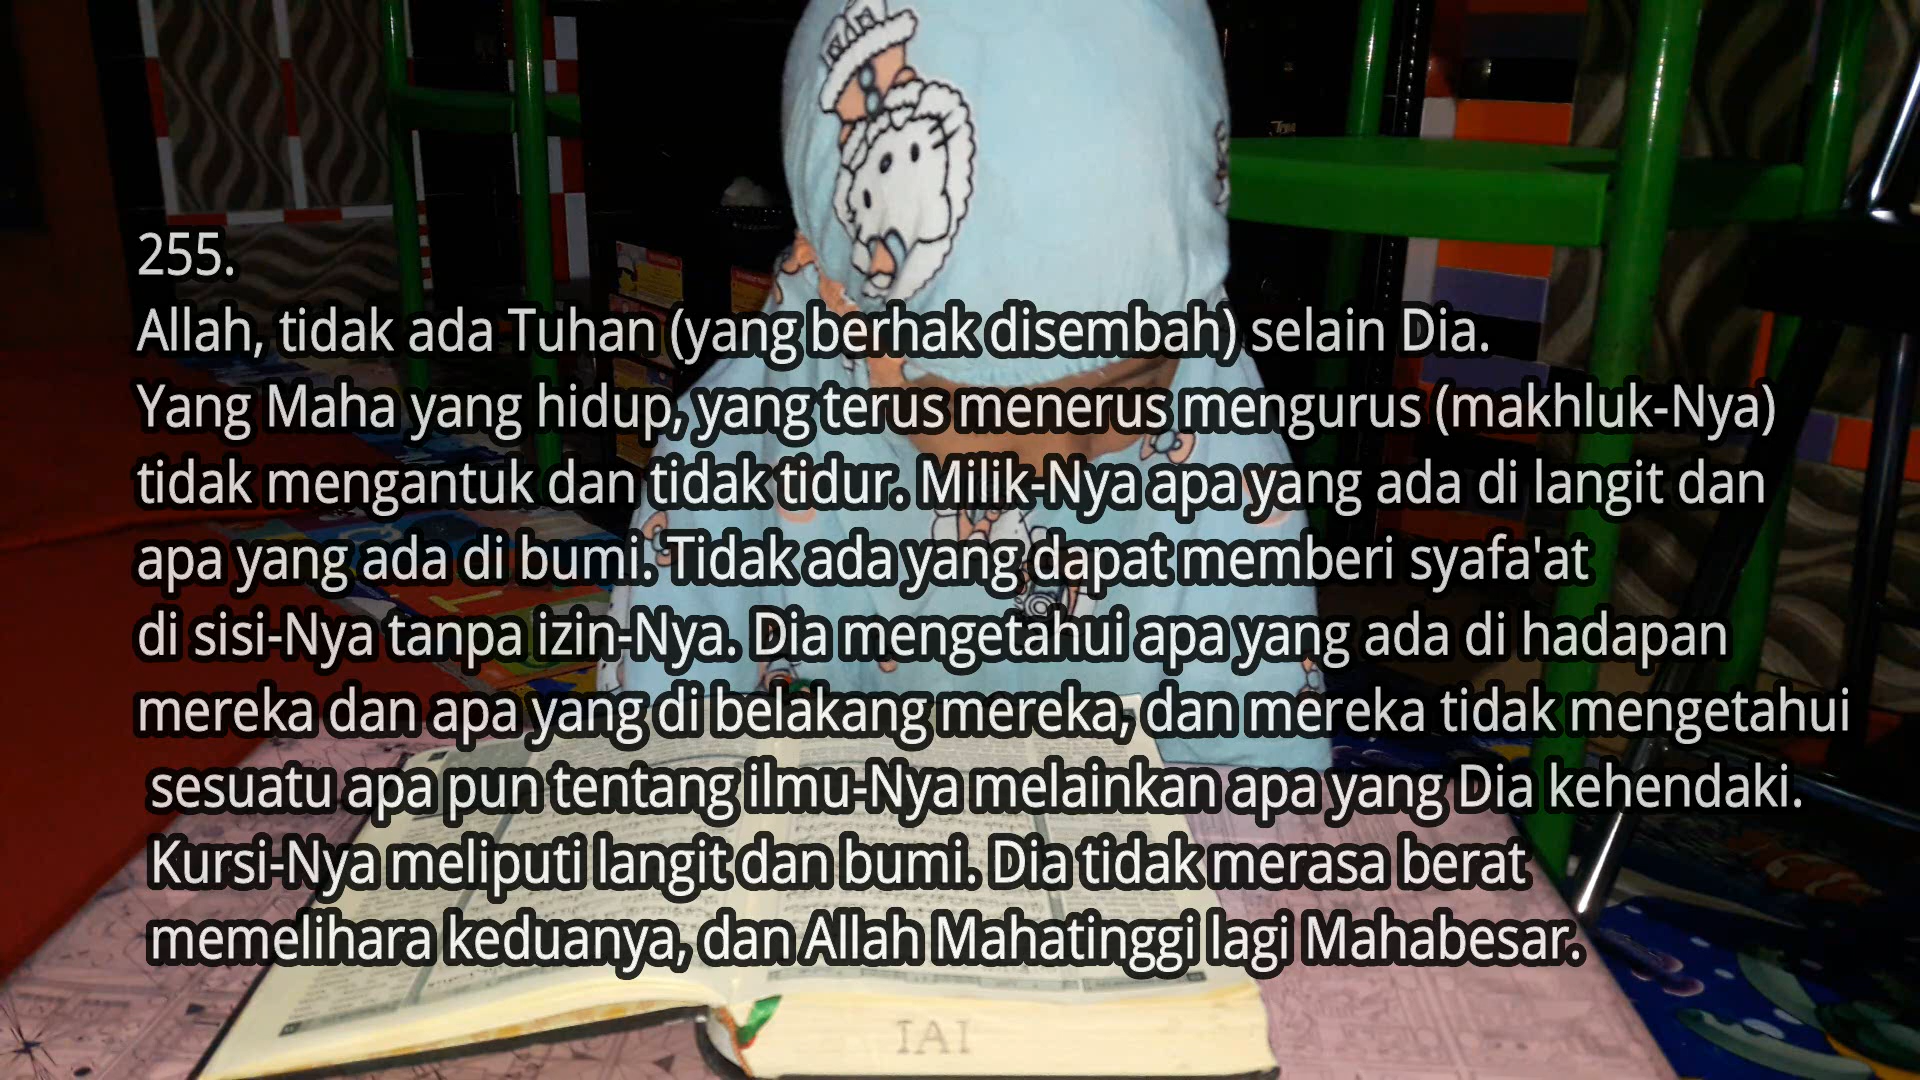 255.
Allah, tidak ada Tuhan (yang berhak disembah) selain Dia.
Yang Maha yang hidup, yang terus menerus mengurus (makhluk-Nya)
tidak mengantuk dan tidak tidur. Milik-Nya apa yang ada di langit dan
apa yang ada di bumi. Tidak ada yang dapat memberi syafa'at
di sisi-Nya tanpa izin-Nya. Dia mengetahui apa yang ada di hadapan
mereka dan apa yang di belakang mereka, dan mereka tidak mengetahui
sesuatu apa pun tentang ilmu-Nya melainkan apa yang Dia kehendaki.
Kursi-Nya meliputi langit dan bumi. Dia tidak merasa berat
memelihara keduanya, dan Allah Mahatinggi lagi Mahabesar.
IAI